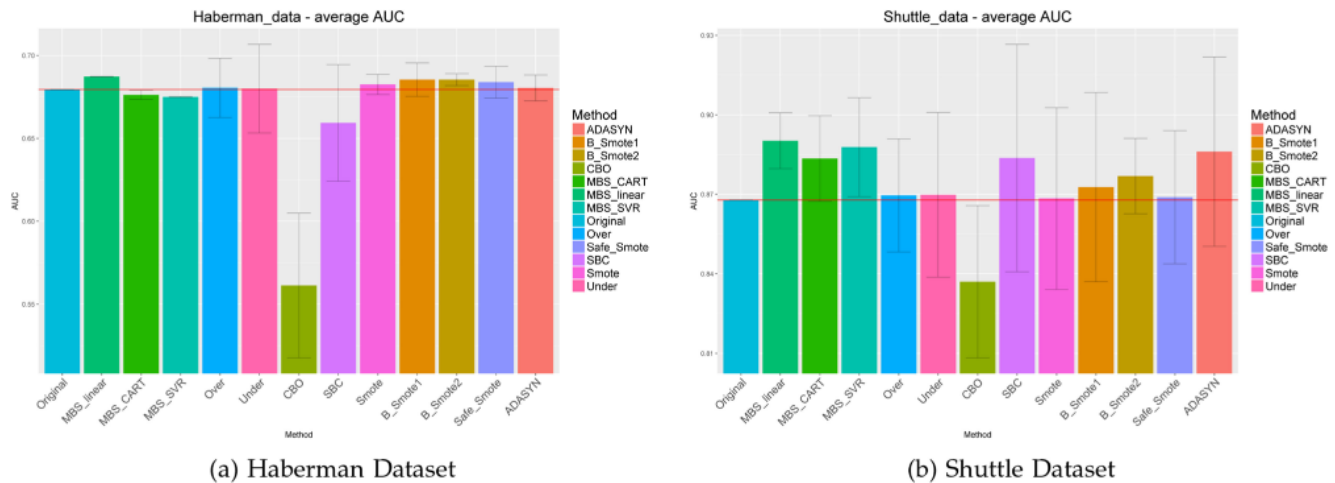 Haberman_data - average AUC
0.70
0.65
0.60
0.55
AUC
Original
MBS_linear
MBS_CART
MBS_SVR
Over
Under
CBO
SBC
Smote
B_Smote1
B_Smote2
Safe_Smote
ADASYN
Method
Method
ADASYN
B_Smote1
B_Smote2
CBO
MBS_CART
MBS_linear
MBS_SVR
Original
Over
Safe_Smote
SBC
Smote
Under
(a) Haberman Dataset
Shuttle_data - average AUC
0.93
0.90
0.87
0.84
0.81
AUC
Original
MBS_linear
MBS_CART
MBS_SVR
Over
Under
CBO
SBC
Smote
B_Smote1
B_Smote2
Safe_Smote
ADASYN
Method
Method
ADASYN
B_Smote1
B_Smote2
CBO
MBS_CART
MBS_linear
MBS_SVR
Original
Over
Safe_Smote
SBC
Smote
Under
(b) Shuttle Dataset